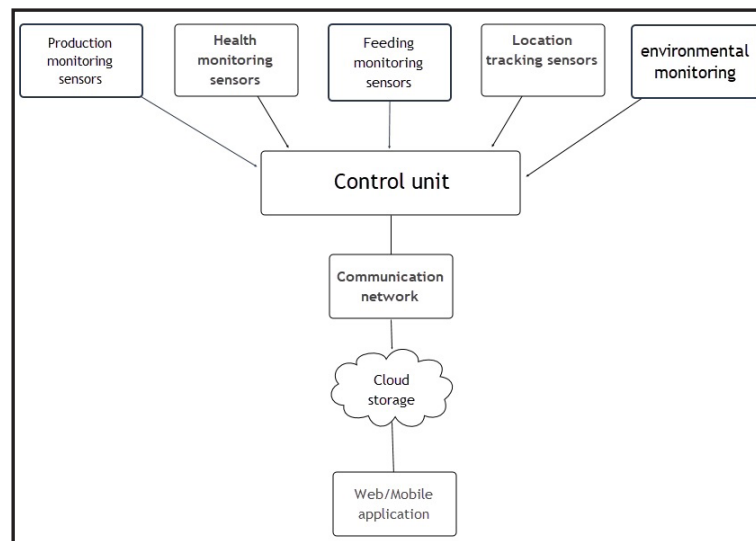 Production
monitoring
sensors
Health
monitoring
sensors
Feeding
monitoring
sensors
Location
tracking sensors
environmental
monitoring
Control unit
Communication
network
Cloud
storage
Web/Mobile
application